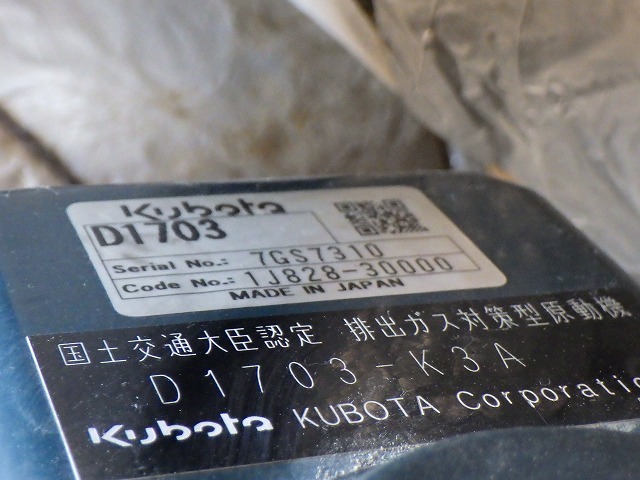 Kubota
D1703
Serial No.: 7GS7310
Code No.: 1J828-30000
MADE IN JAPAN
国土交通大臣認定 排出ガス対策型原動機
D1703-K3A
Kubota KUBOTA Corporatio